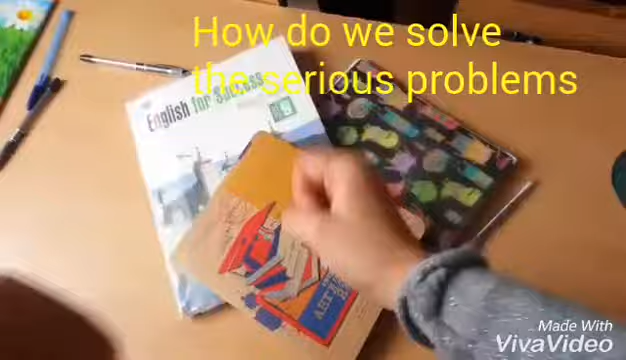 How do we solve
the serious problems
English for Success
Made With
VivaVideo